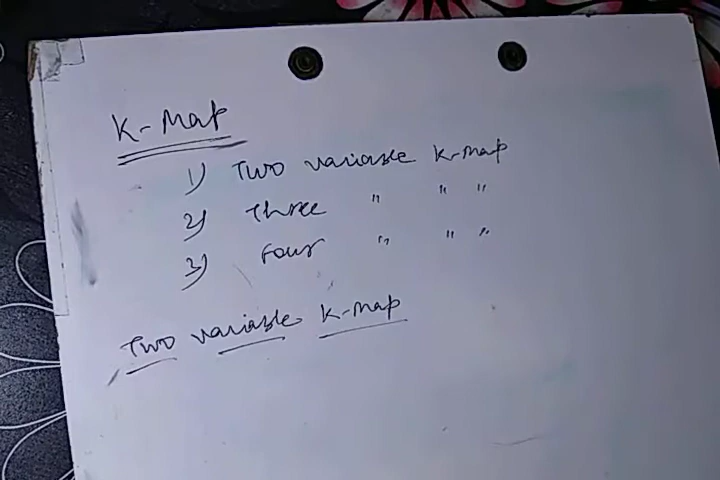 K-Map
1) Two variable K-map
2) Three " " "
3) Four " " "
Two variable K-map